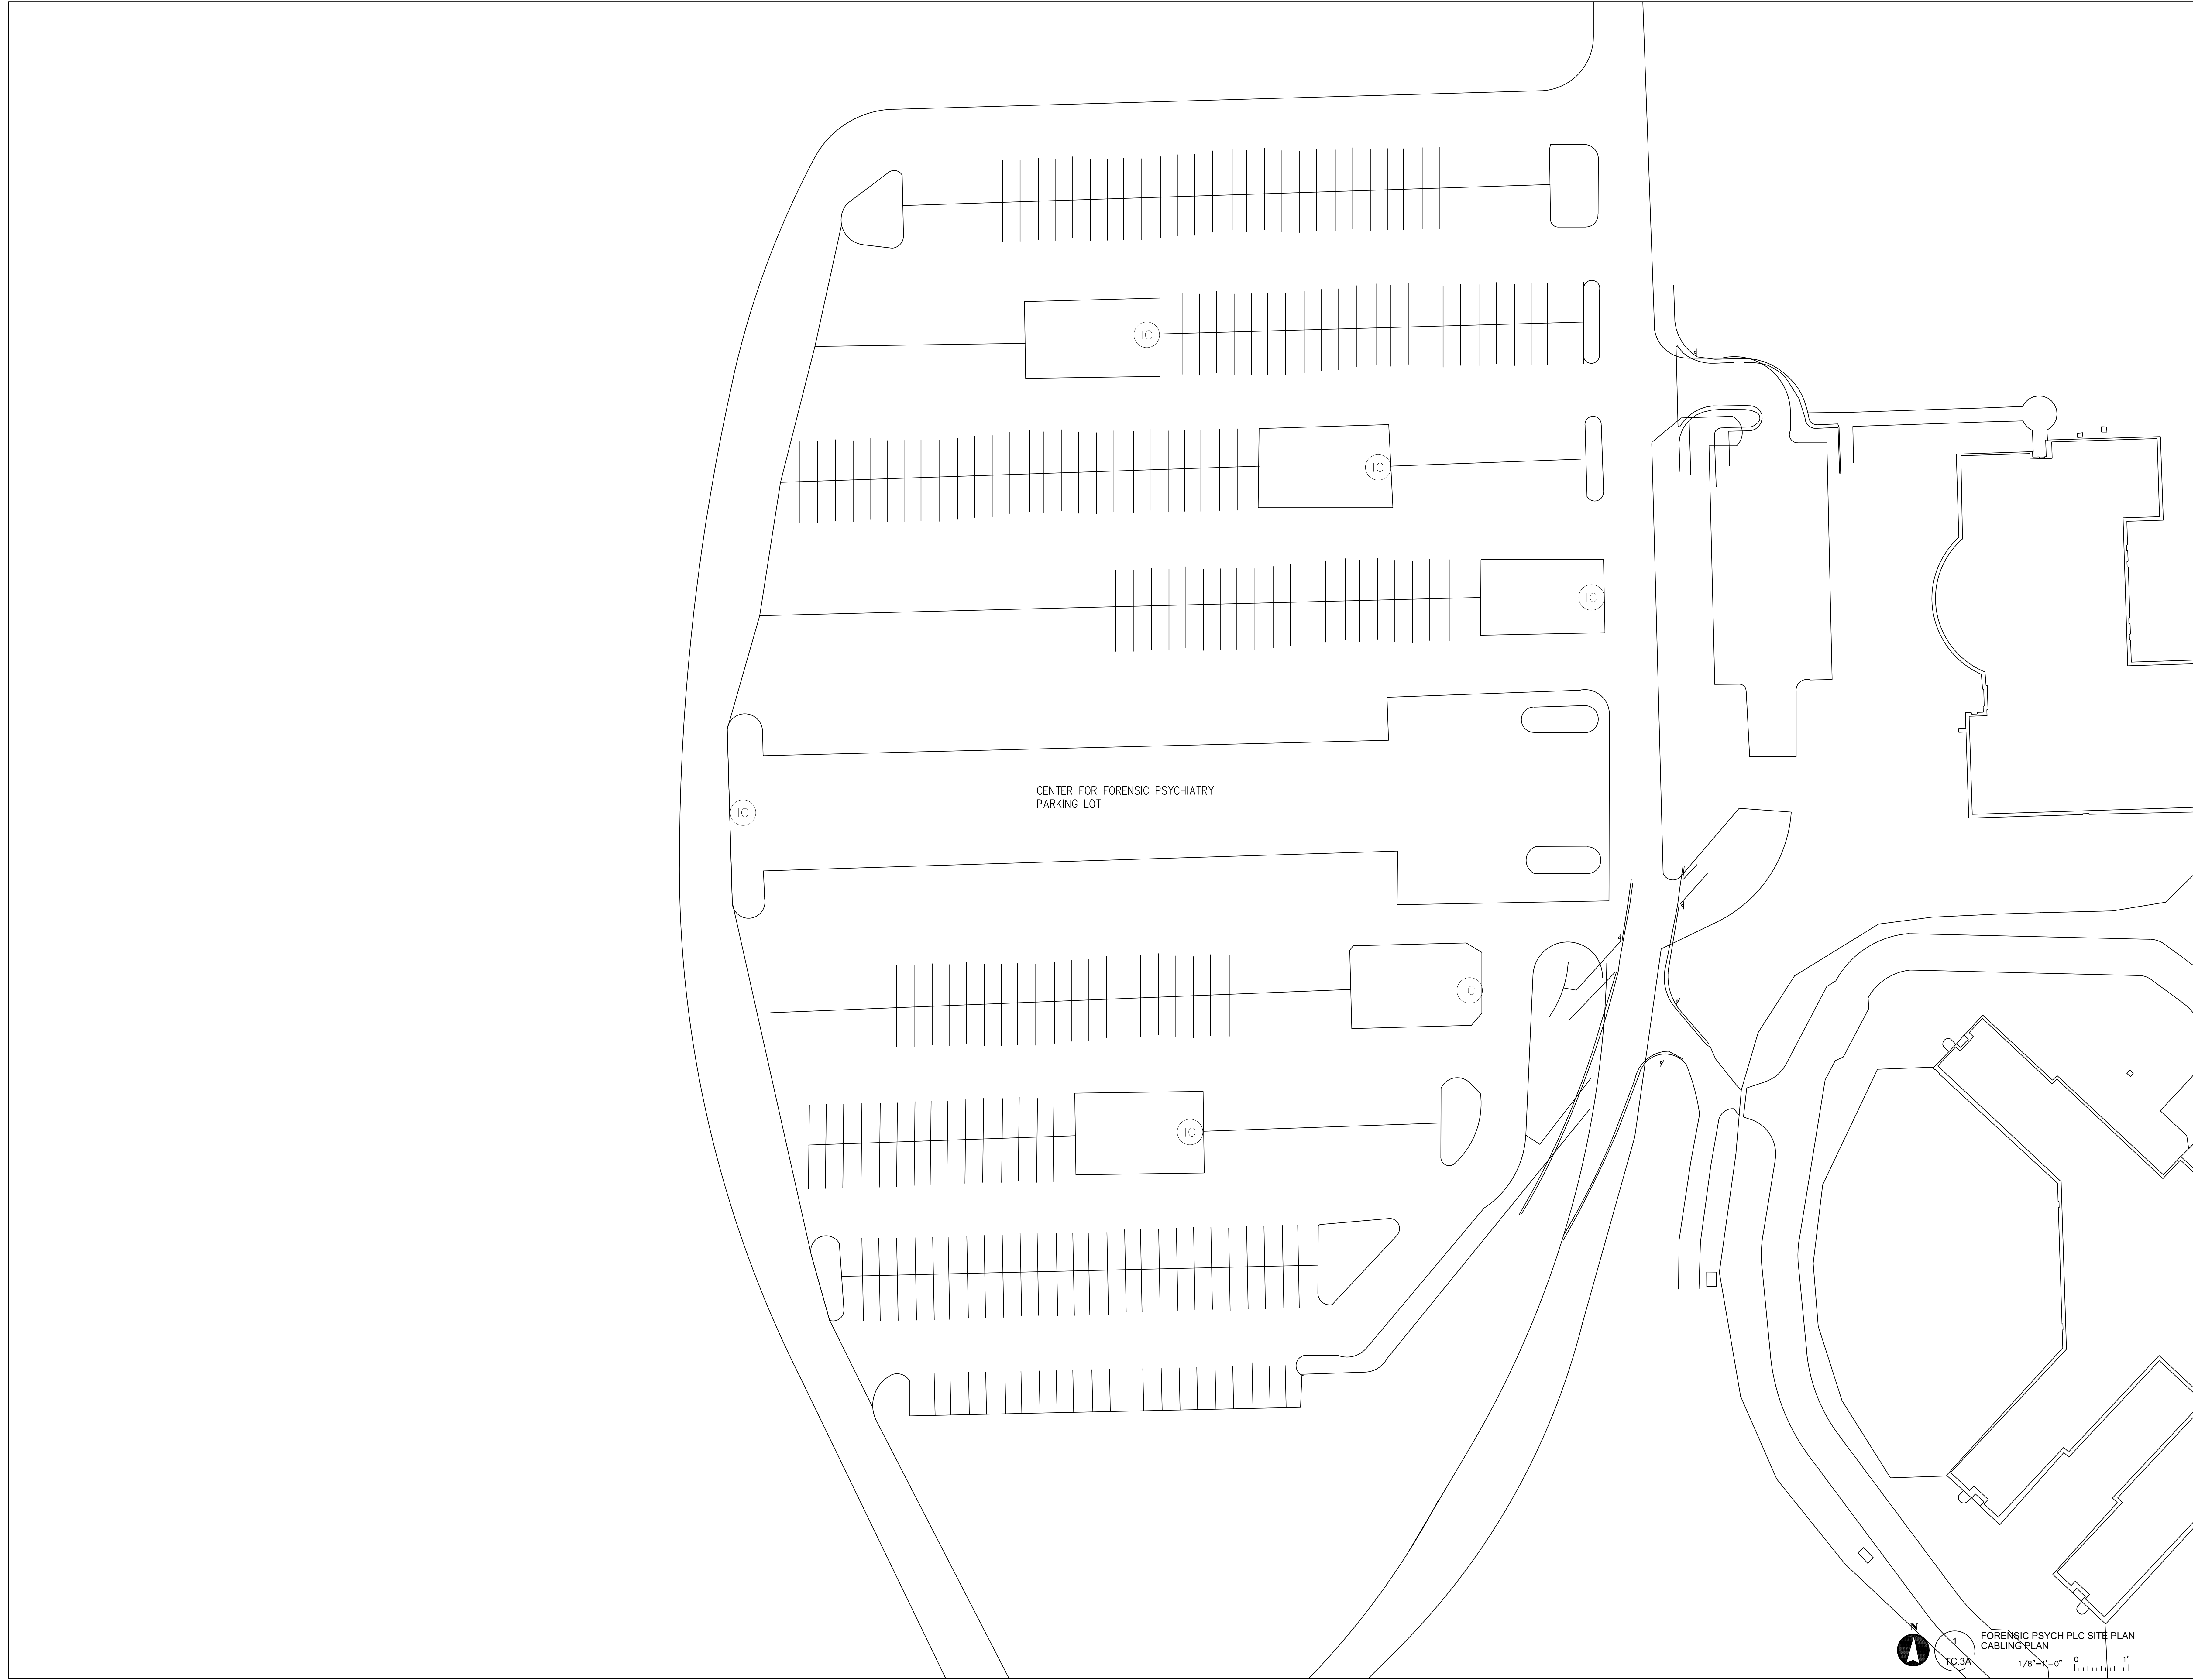 IC
IC
IC
CENTER FOR FORENSIC PSYCHIATRY
PARKING LOT
IC
IC
IC
N
1
TC.3A
FORENSIC PSYCH PLC SITE PLAN
CABLING PLAN
1/8"=1'-0"
0 1'